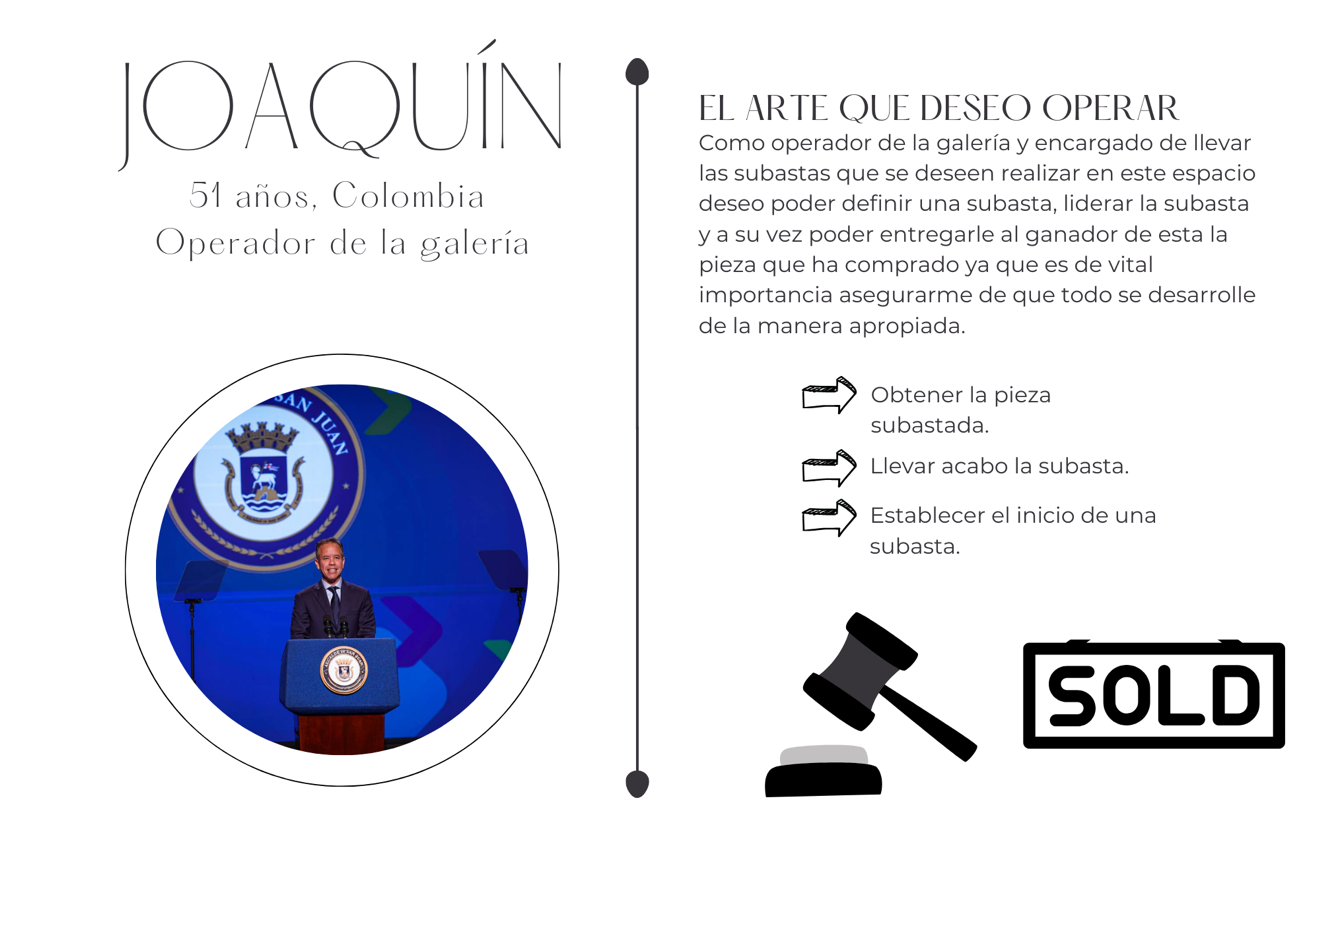 JOAQUÍN
51 años, Colombia
Operador de la galería
SAN JUAN
EL ARTE QUE DESEO OPERAR
Como operador de la galería y encargado de llevar
las subastas que se deseen realizar en este espacio
deseo poder definir una subasta, liderar la subasta
y a su vez poder entregarle al ganador de esta la
pieza que ha comprado ya que es de vital
importancia asegurarme de que todo se desarrolle
de la manera apropiada.
Obtener la pieza
subastada.
Llevar acabo la subasta.
Establecer el inicio de una
subasta.
SOLD